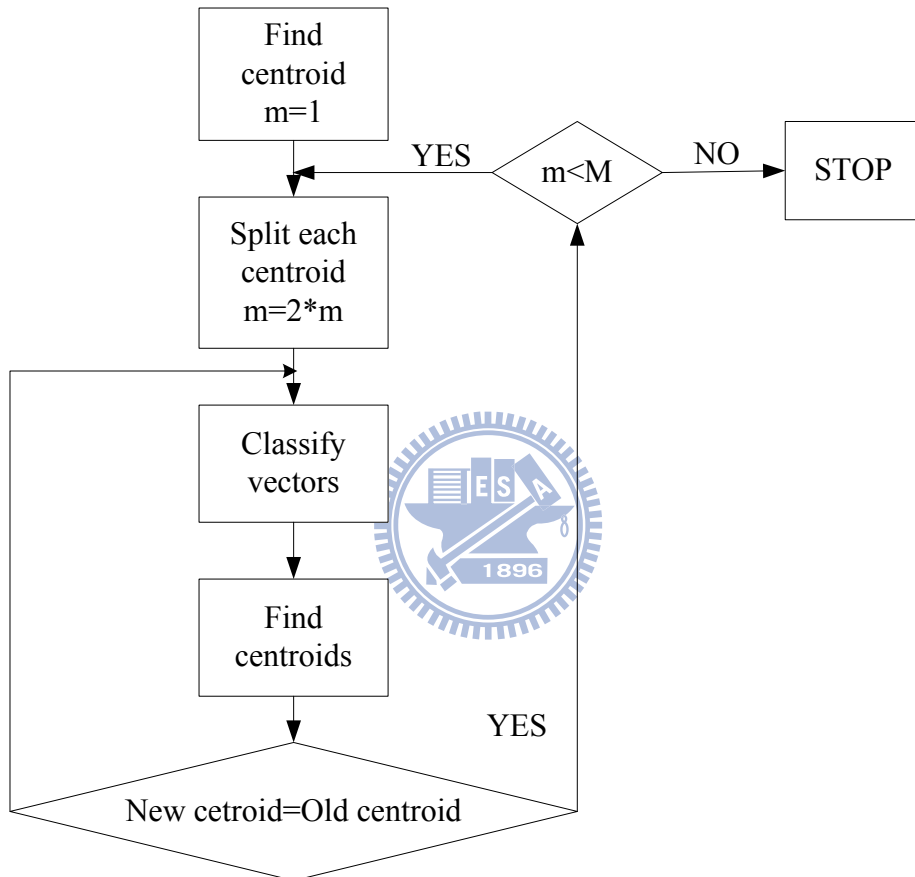 Find
centroid
m=1
YES
m<M
NO
STOP
Split each
centroid
m=2*m
Classify
vectors
E S A
1896
Find
centroids
YES
New cetroid=Old centroid